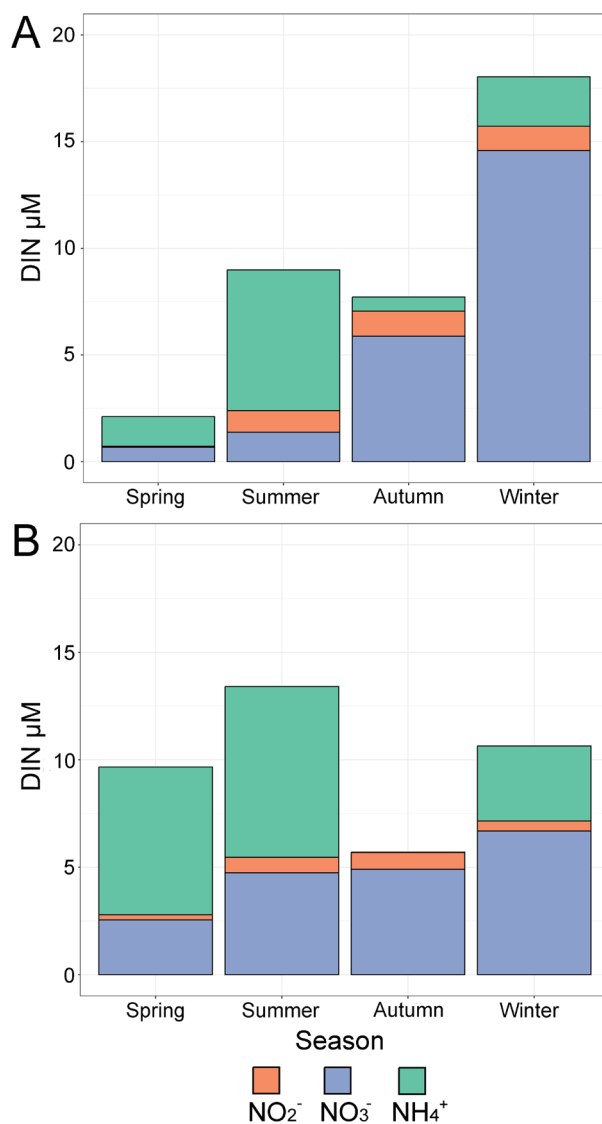 A
20
15
10
5
0
DIN µM
Spring Summer Autumn Winter
B
20
15
10
5
0
DIN µM
Spring Summer Autumn Winter
Season
NO₂⁻ NO₃⁻ NH₄⁺